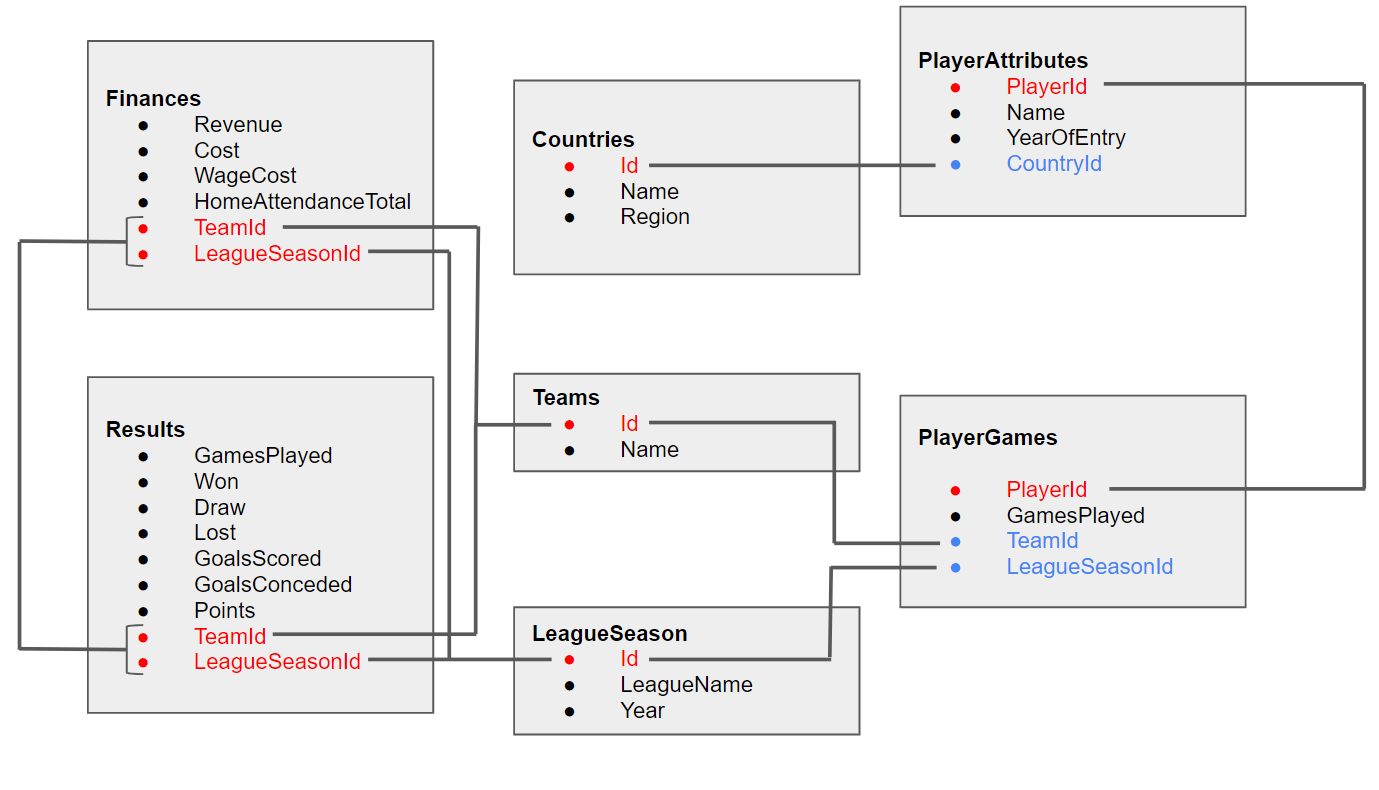 Finances
Revenue
Cost
WageCost
HomeAttendanceTotal
TeamId
LeagueSeasonId
Results
GamesPlayed
Won
Draw
Lost
GoalsScored
GoalsConceded
Points
TeamId
LeagueSeasonId
Countries
Id
Name
Region
Teams
Id
Name
LeagueSeason
Id
LeagueName
Year
PlayerAttributes
PlayerId
Name
YearOfEntry
CountryId
PlayerGames
PlayerId
GamesPlayed
TeamId
LeagueSeasonId